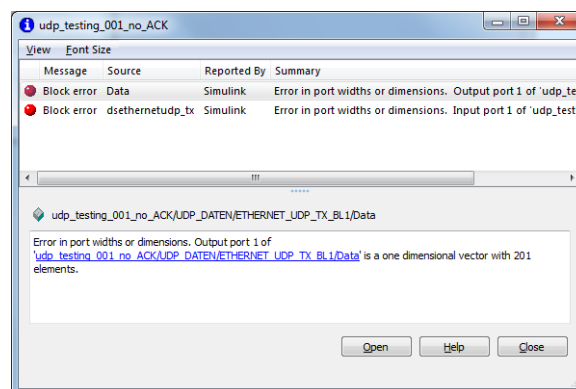 udp_testing_001_no_ACK
View Font Size
Message Source Reported By Summary
Block error Data Simulink Error in port widths or dimensions. Output port 1 of 'udp_te
Block error dsethernetudp_tx Simulink Error in port widths or dimensions. Input port 1 of 'udp_test
udp_testing_001_no_ACK/UDP_DATEN/ETHERNET_UDP_TX_BL1/Data
Error in port widths or dimensions. Output port 1 of
'udp_testing_001_no_ACK/UDP_DATEN/ETHERNET_UDP_TX_BL1/Data' is a one dimensional vector with 201
elements.
Open Help Close